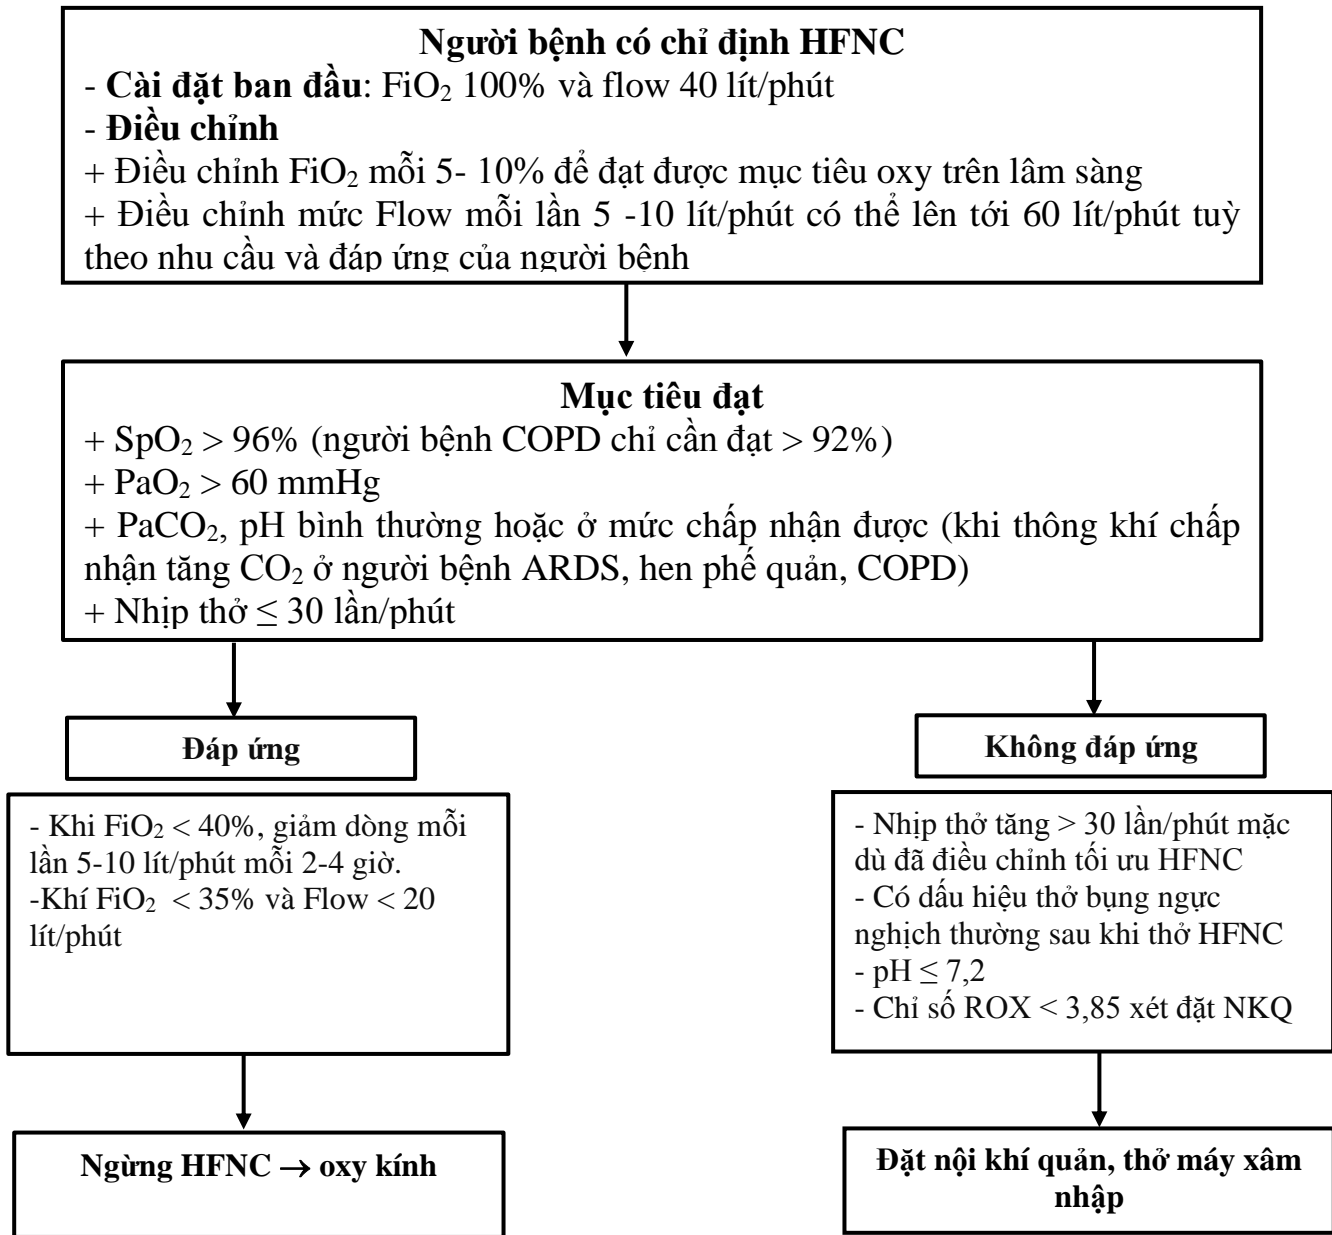 Người bệnh có chỉ định HFNC
- Cài đặt ban đầu: FiO₂ 100% và flow 40 lít/phút
- Điều chỉnh
+ Điều chỉnh FiO₂ mỗi 5- 10% để đạt được mục tiêu oxy trên lâm sàng
+ Điều chỉnh mức Flow mỗi lần 5 -10 lít/phút có thể lên tới 60 lít/phút tuỳ
theo nhu cầu và đáp ứng của người bệnh
Mục tiêu đạt
+ SpO₂ > 96% (người bệnh COPD chỉ cần đạt > 92%)
+ PaO₂ > 60 mmHg
+ PaCO₂, pH bình thường hoặc ở mức chấp nhận được (khi thông khí chấp
nhận tăng CO₂ ở người bệnh ARDS, hen phế quản, COPD)
+ Nhịp thở ≤ 30 lần/phút
Đáp ứng
- Khi FiO₂ < 40%, giảm dòng mỗi
lần 5-10 lít/phút mỗi 2-4 giờ.
-Khí FiO₂ < 35% và Flow < 20
lít/phút
Ngừng HFNC → oxy kính
Không đáp ứng
- Nhịp thở tăng > 30 lần/phút mặc
dù đã điều chỉnh tối ưu HFNC
- Có dấu hiệu thở bụng ngực
nghịch thường sau khi thở HFNC
- pH ≤ 7,2
- Chỉ số ROX < 3,85 xét đặt NKQ
Đặt nội khí quản, thở máy xâm
nhập